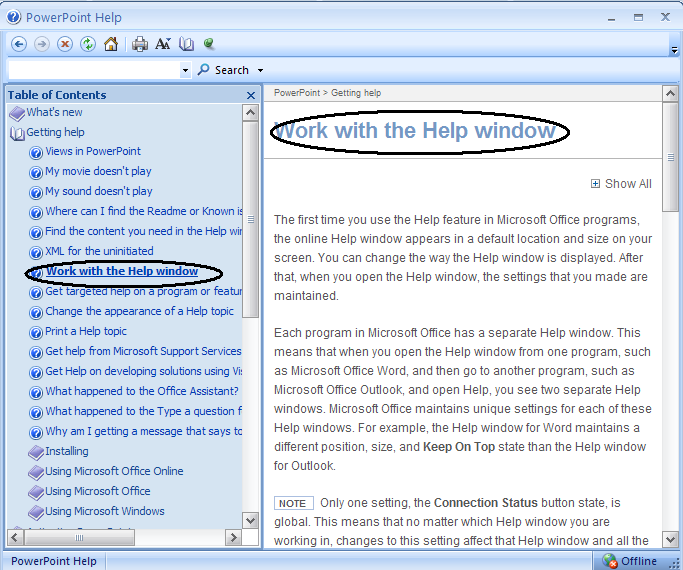 PowerPoint Help
Search
Table of Contents
What's new
Getting help
Views in PowerPoint
My movie doesn't play
My sound doesn't play
Where can I find the Readme or Known is
Find the content you need in the Help wi
XML for the uninitiated
Work with the Help window
Get targeted help on a program or featur
Change the appearance of a Help topic
Print a Help topic
Get help from Microsoft Support Services
Get Help on developing solutions using Vi
What happened to the Office Assistant?
What happened to the Type a question f
Why am I getting a message that says to
Installing
Using Microsoft Office Online
Using Microsoft Office
Using Microsoft Windows
PowerPoint > Getting help
Work with the Help window
Show All
The first time you use the Help feature in Microsoft Office programs,
the online Help window appears in a default location and size on your
screen. You can change the way the Help window is displayed. After
that, when you open the Help window, the settings that you made are
maintained.
Each program in Microsoft Office has a separate Help window. This
means that when you open the Help window from one program, such
as Microsoft Office Word, and then go to another program, such as
Microsoft Office Outlook, and open Help, you see two separate Help
windows. Microsoft Office maintains unique settings for each of these
Help windows. For example, the Help window for Word maintains a
different position, size, and Keep On Top state than the Help window
for Outlook.
NOTE Only one setting, the Connection Status button state, is
global. This means that no matter which Help window you are
working in, changes to this setting affect that Help window and all the
PowerPoint Help
Offline